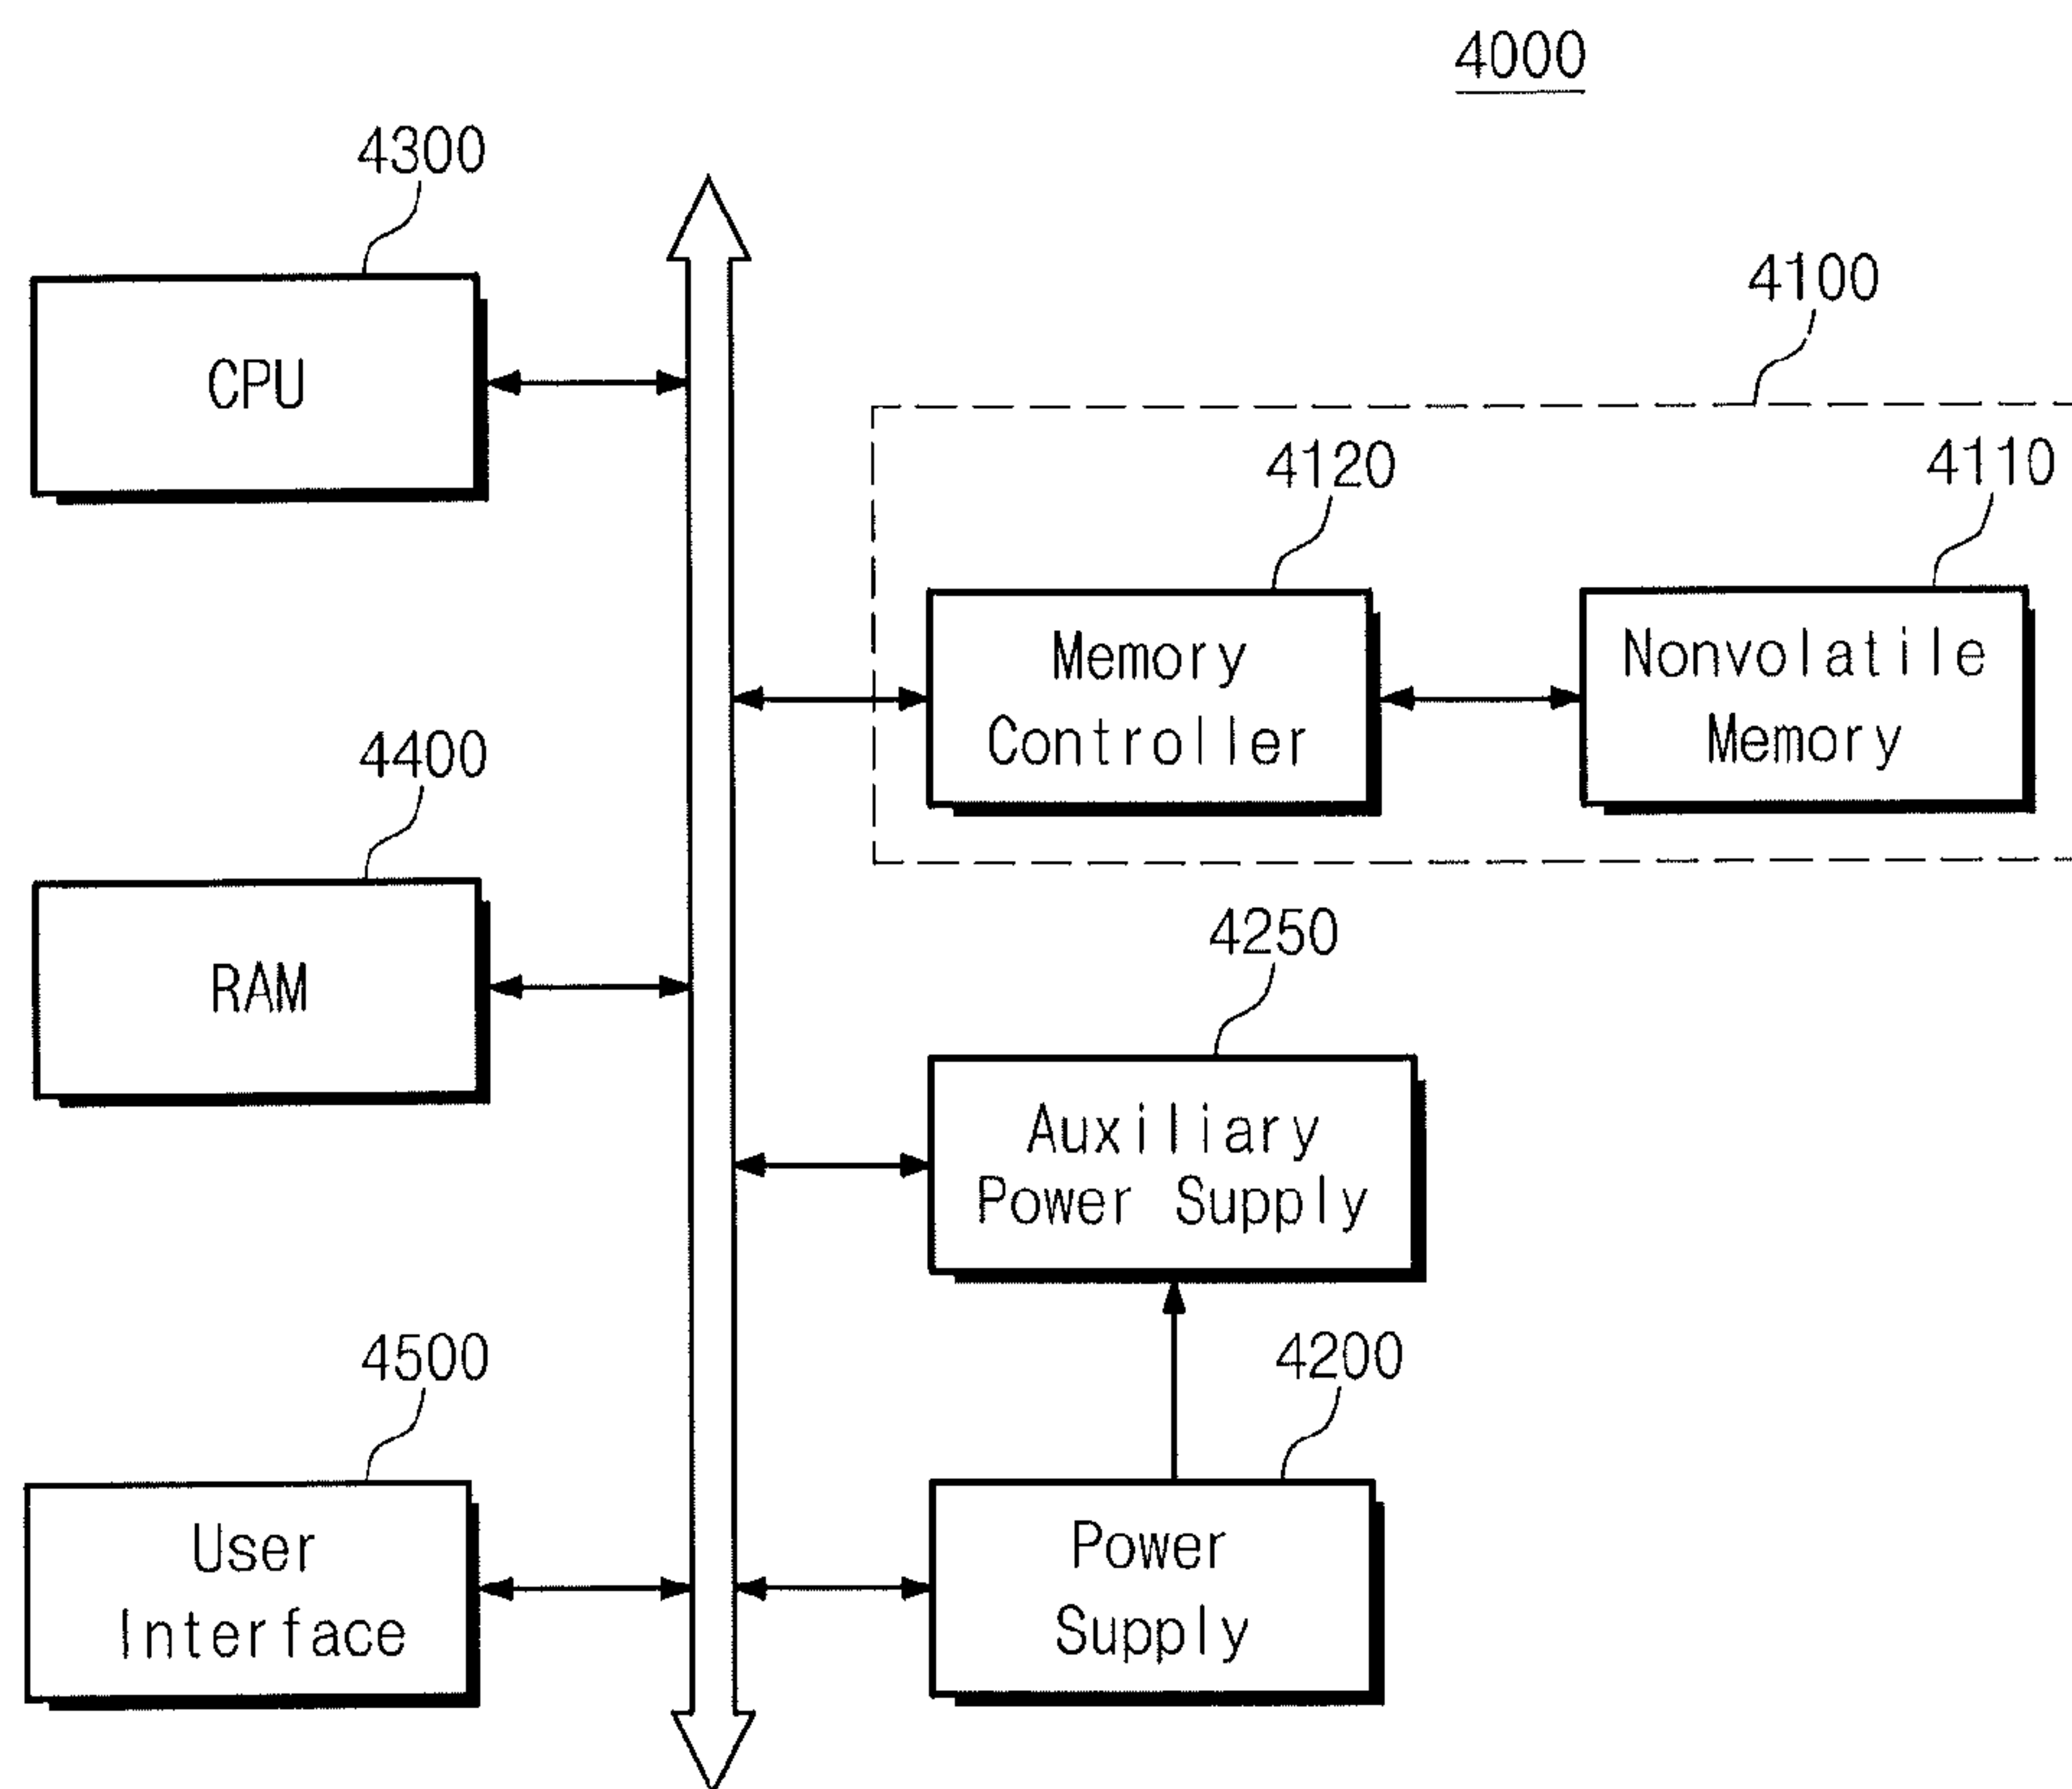 4000
4300
CPU
4100
4120
4110
Memory
Controller
Nonvolatile
Memory
4400
RAM
4250
Auxiliary
Power Supply
4500
User
Interface
4200
Power
Supply